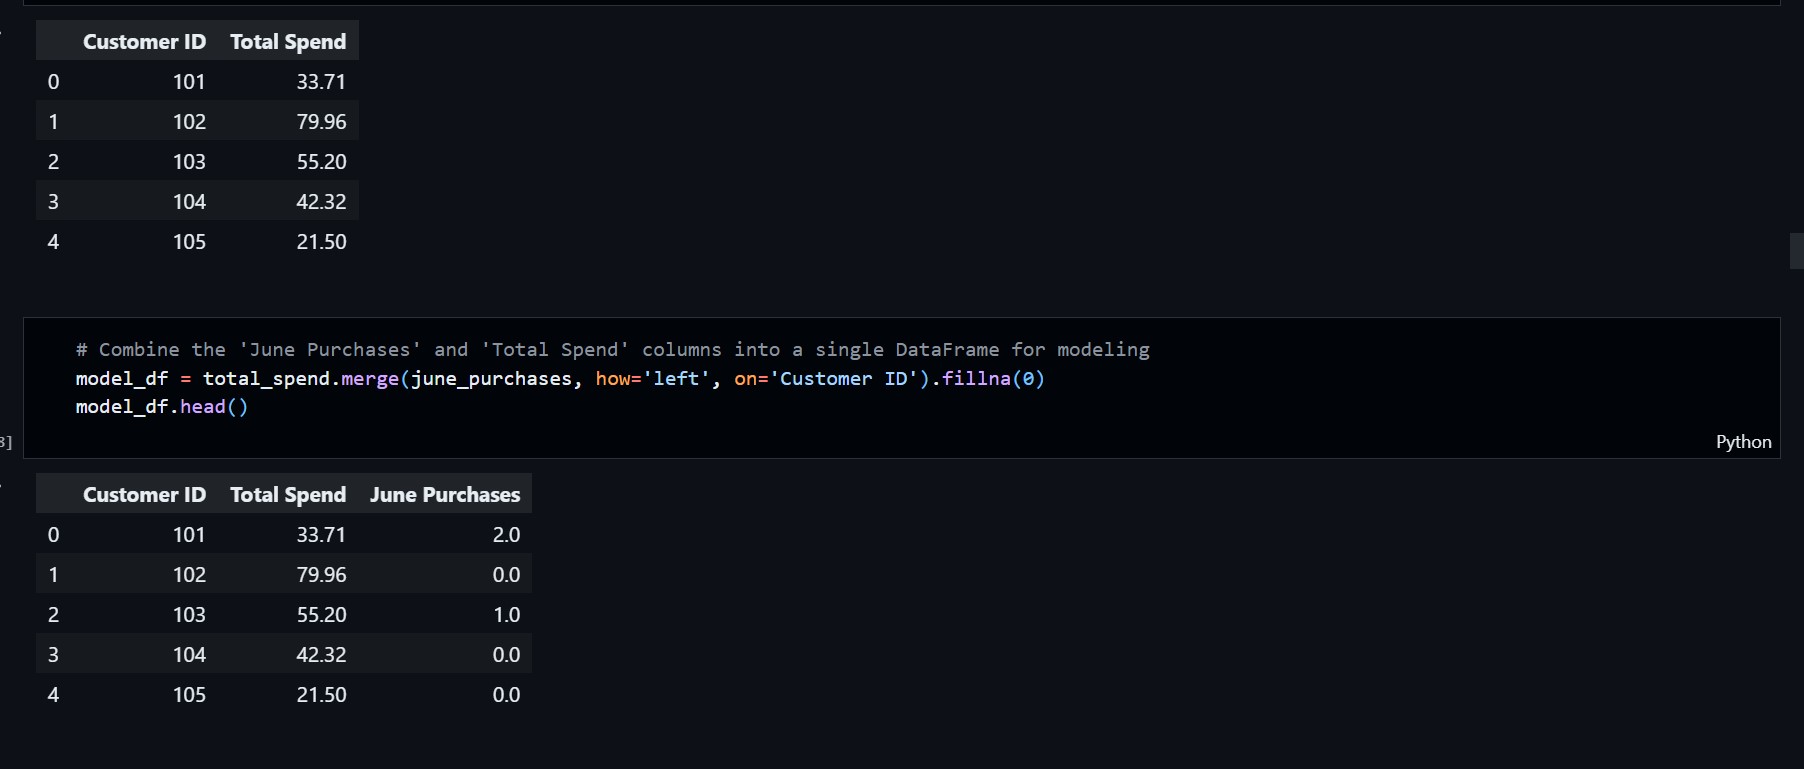 Customer ID Total Spend
0 101 33.71
1 102 79.96
2 103 55.20
3 104 42.32
4 105 21.50
# Combine the 'June Purchases' and 'Total Spend' columns into a single DataFrame for modeling
model_df = total_spend.merge(june_purchases, how='left', on='Customer ID').fillna(0)
model_df.head()
3]
Python
Customer ID Total Spend June Purchases
0 101 33.71 2.0
1 102 79.96 0.0
2 103 55.20 1.0
3 104 42.32 0.0
4 105 21.50 0.0